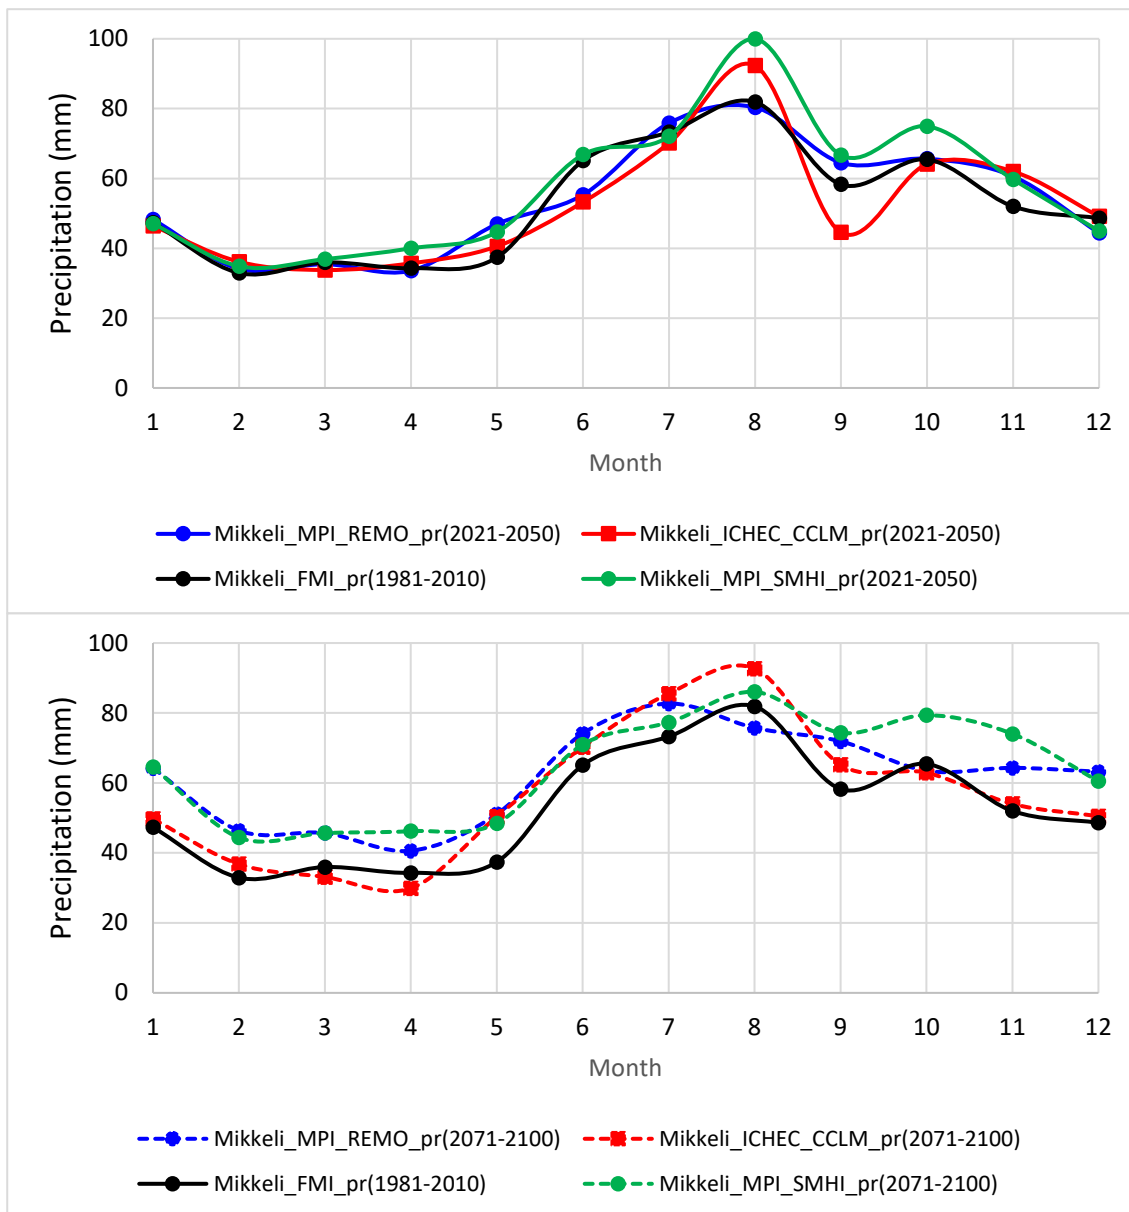 100
80
60
40
20
0
Precipitation (mm)
1 2 3 4 5 6 7 8 9 10 11 12
Month
Mikkeli_MPI_REMO_pr(2021-2050) Mikkeli_ICHEC_CCLM_pr(2021-2050)
Mikkeli_FMI_pr(1981-2010) Mikkeli_MPI_SMHI_pr(2021-2050)
100
80
60
40
20
0
Precipitation (mm)
1 2 3 4 5 6 7 8 9 10 11 12
Month
Mikkeli_MPI_REMO_pr(2071-2100) Mikkeli_ICHEC_CCLM_pr(2071-2100)
Mikkeli_FMI_pr(1981-2010) Mikkeli_MPI_SMHI_pr(2071-2100)